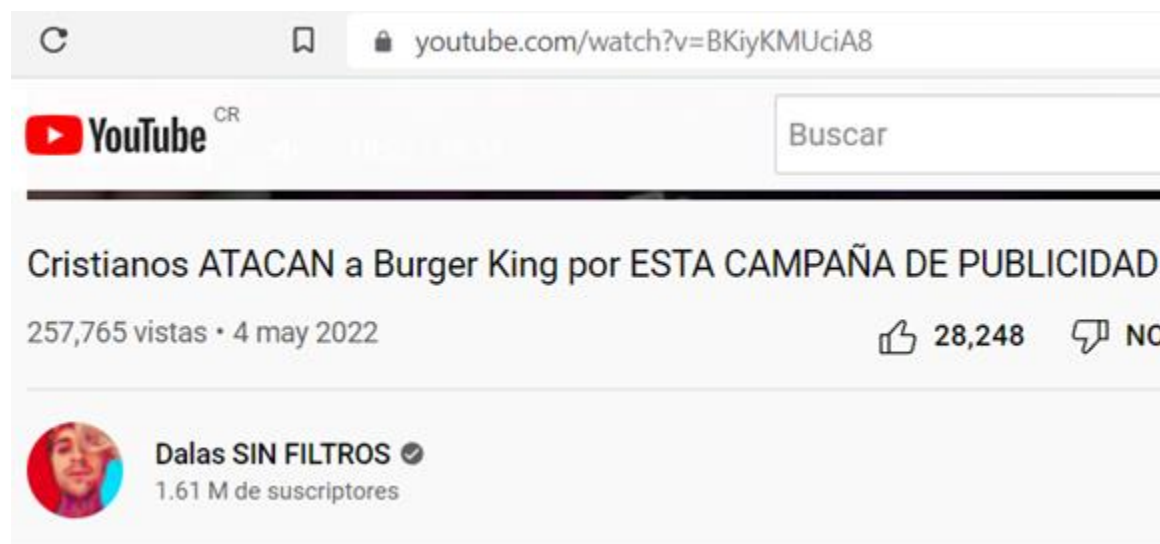 youtube.com/watch?v=BKiyKMUciA8
YouTube CR
Buscar
Cristianos ATACAN a Burger King por ESTA CAMPAÑA DE PUBLICIDAD
257,765 vistas • 4 may 2022
28,248
Dalas SIN FILTROS
1.61 M de suscriptores